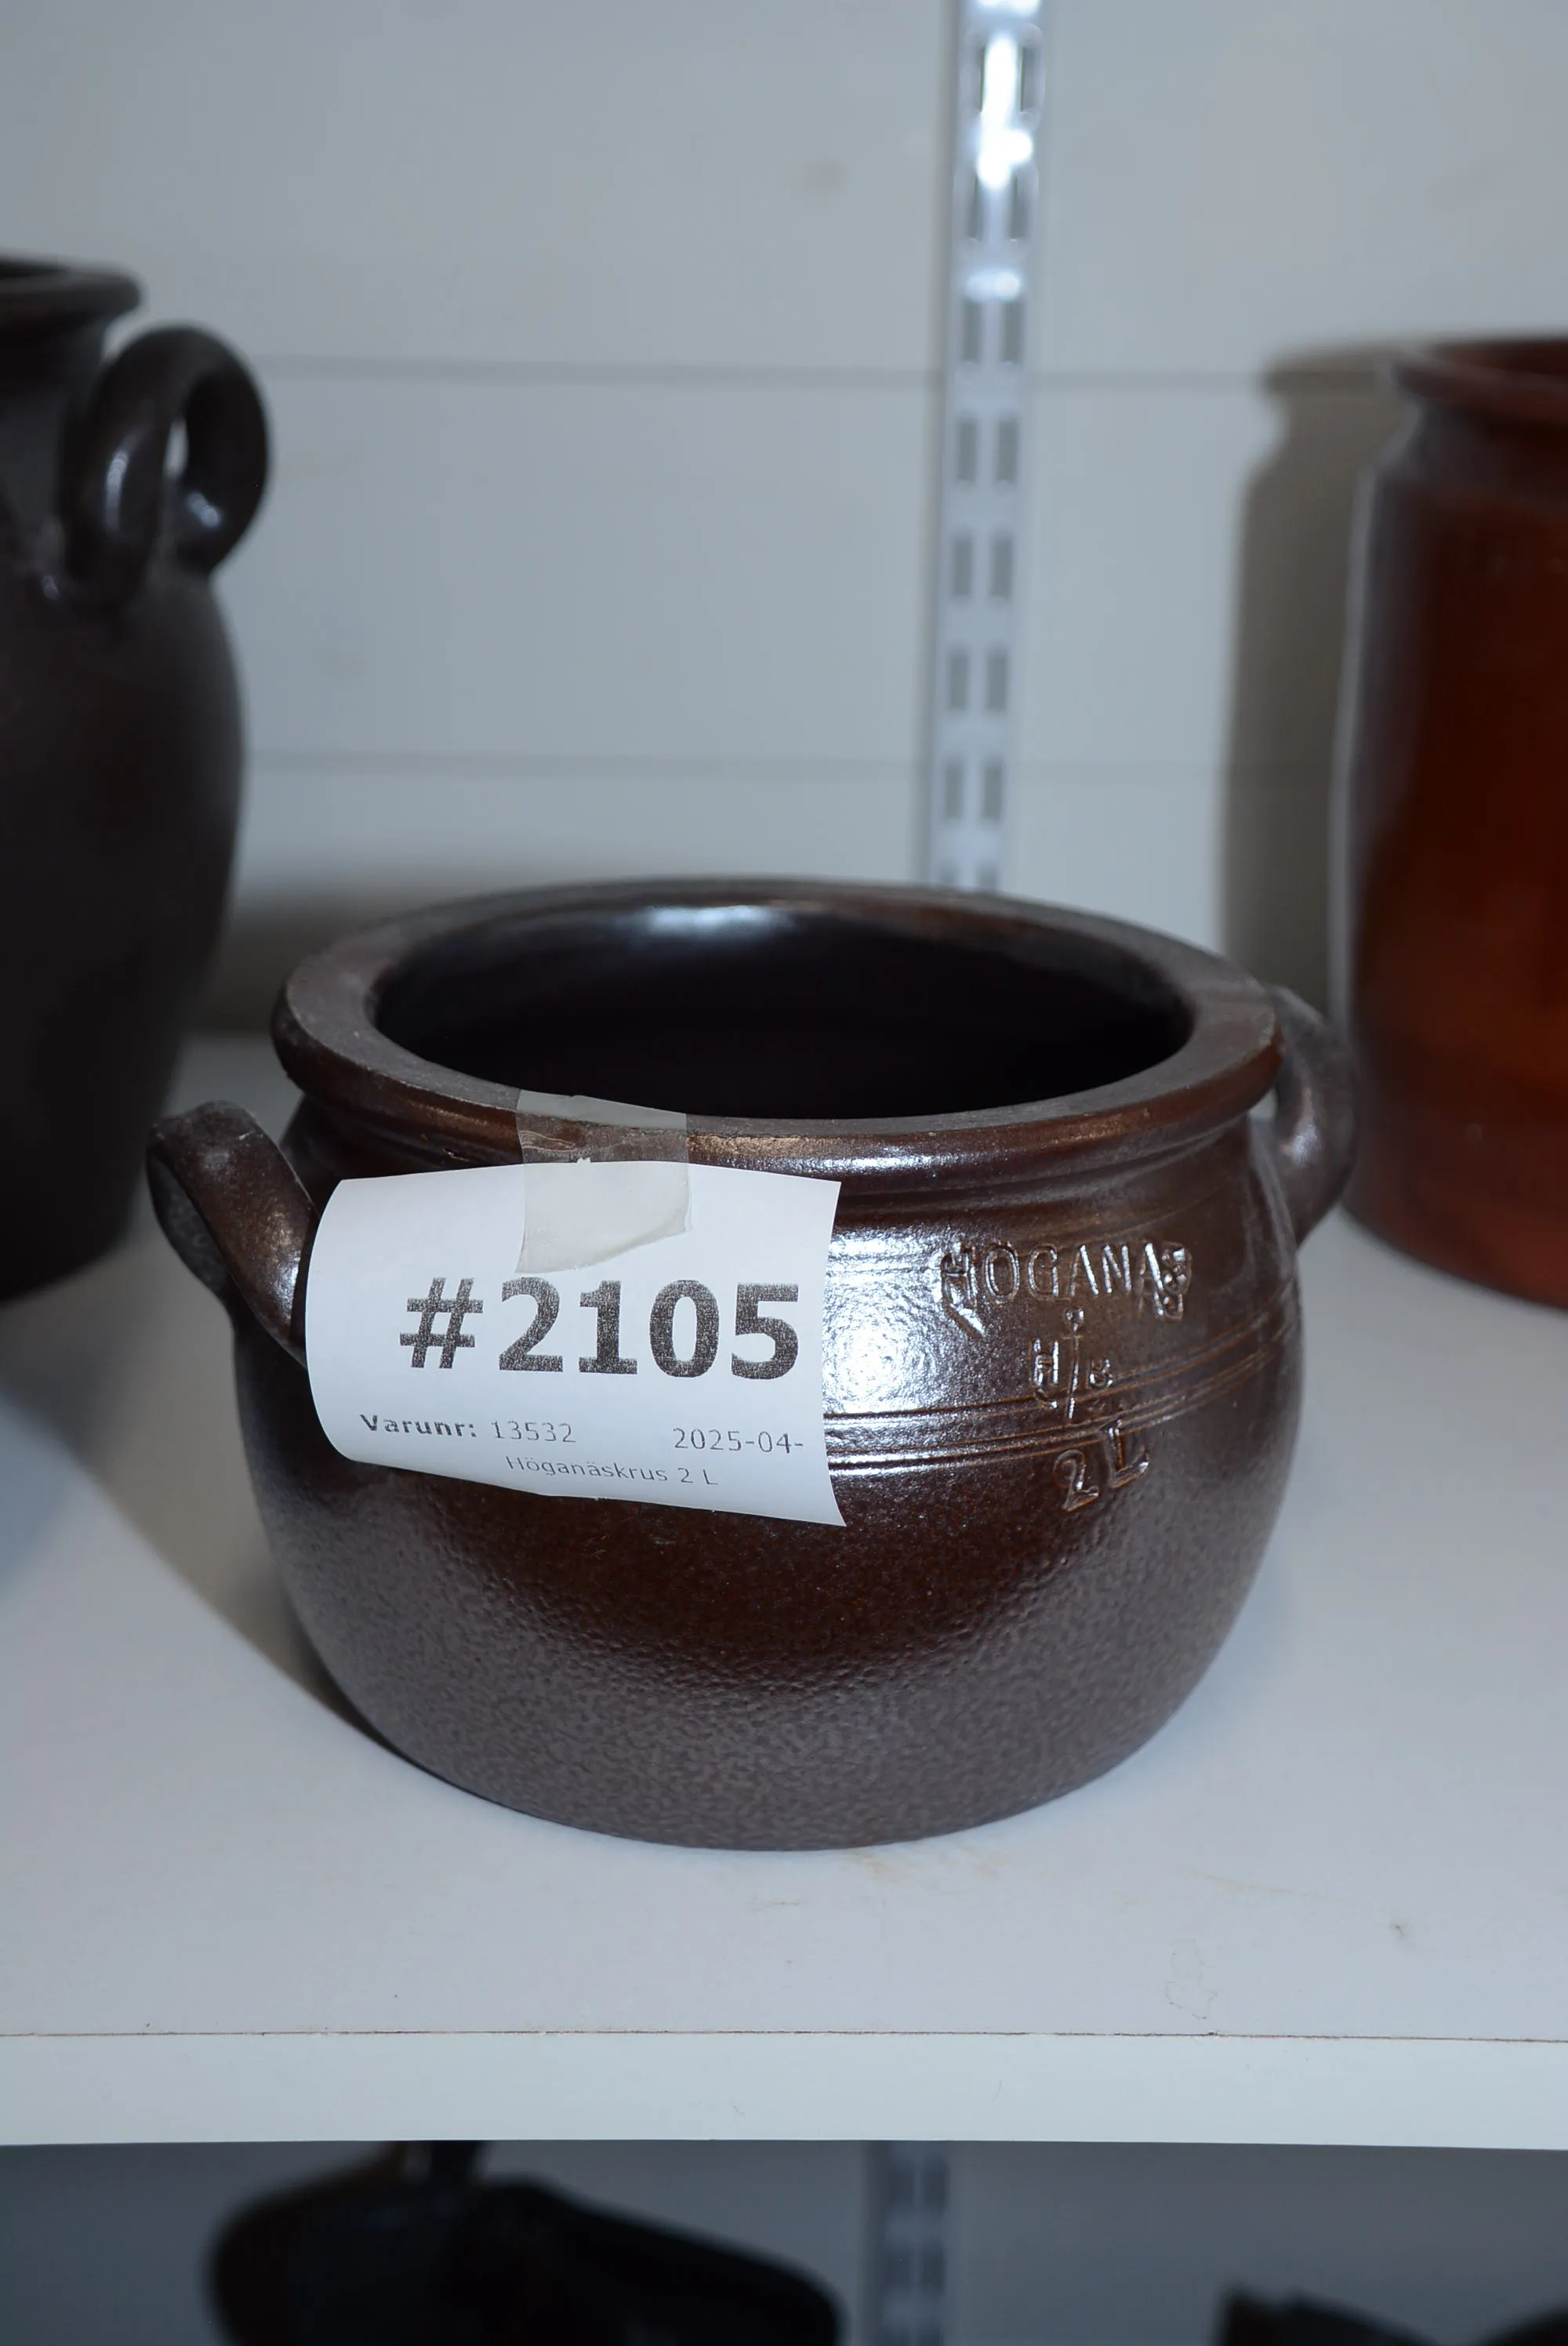 #2105
Varunr: 13532 2025-04-
Höganäskrus 2 L
HÖGANÄS
2 L